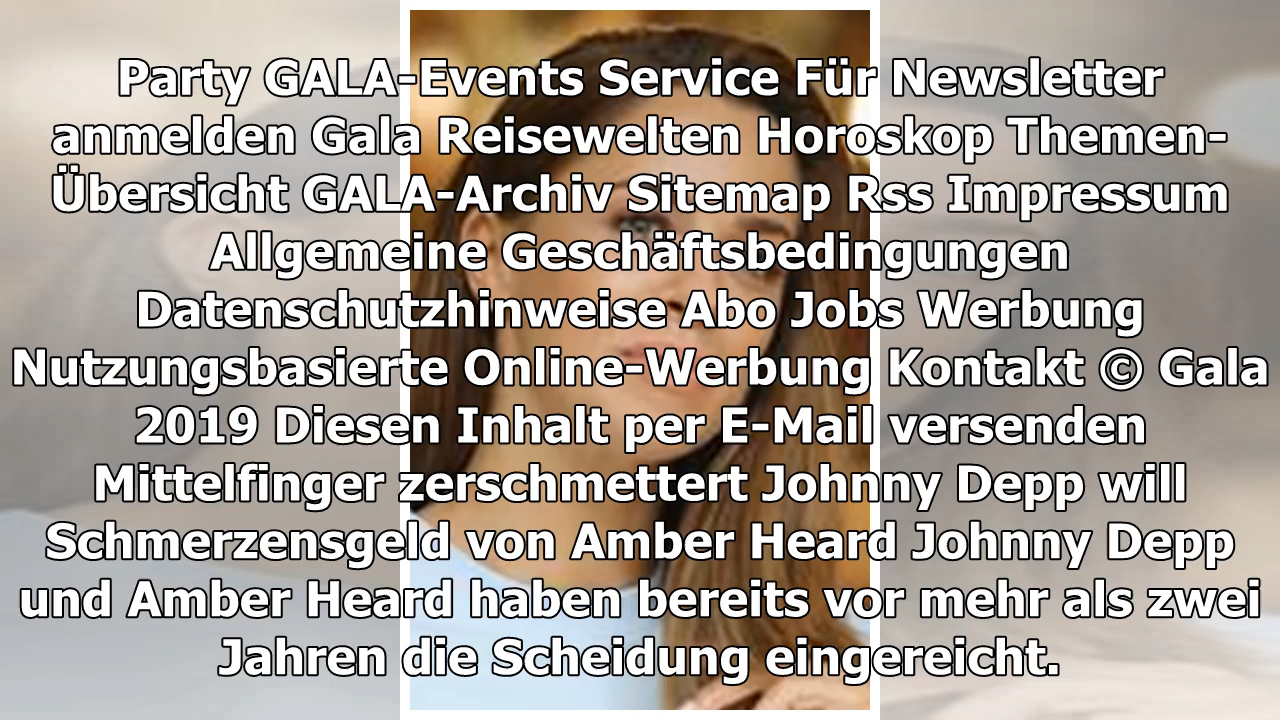 Party GALA-Events Service Für Newsletter
anmelden Gala Reisewelten Horoskop Themen-
Übersicht GALA-Archiv Sitemap Rss Impressum
Allgemeine Geschäftsbedingungen
Datenschutzhinweise Abo Jobs Werbung
Nutzungsbasierte Online-Werbung Kontakt © Gala
2019 Diesen Inhalt per E-Mail versenden
Mittelfinger zerschmettert Johnny Depp will
Schmerzensgeld von Amber Heard Johnny Depp
und Amber Heard haben bereits vor mehr als zwei
Jahren die Scheidung eingereicht.